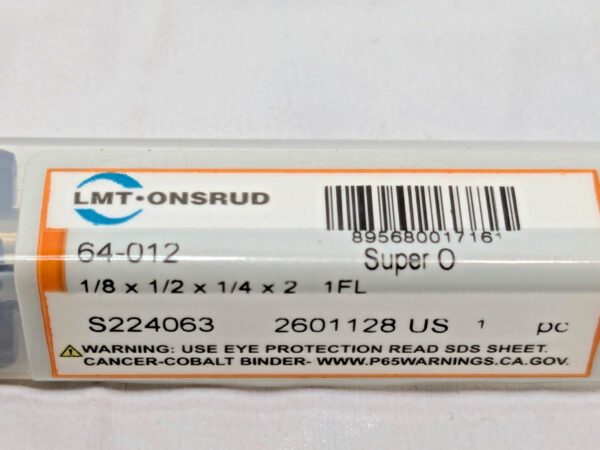 LMT·ONSRUD
895680017161
64-012
Super O
1/8 x 1/2 x 1/4 x 2 1FL
S224063 2601128 US 1 pc
WARNING: USE EYE PROTECTION READ SDS SHEET.
CANCER-COBALT BINDER- WWW.P65WARNINGS.CA.GOV.